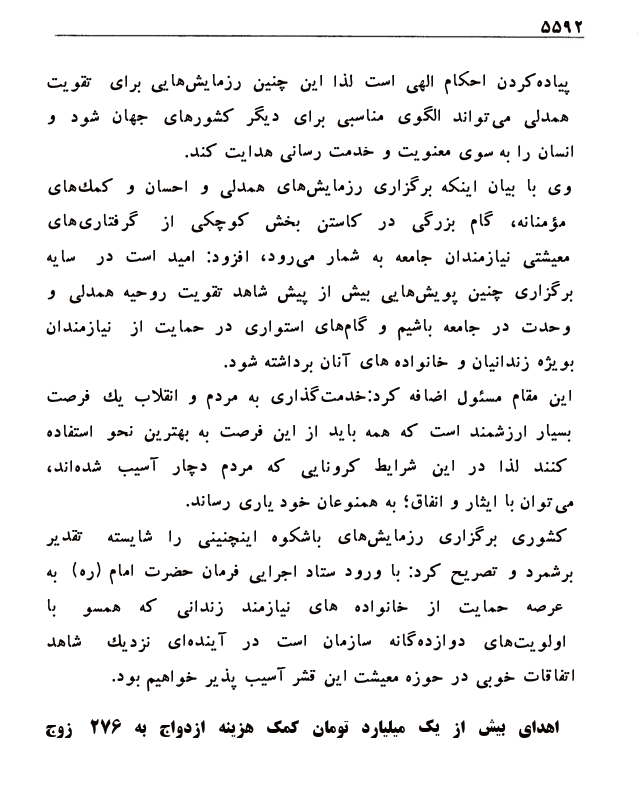 ۵۵۹۲
پیاده‌کردن احکام الهی است لذا این چنین رزمایش‌هایی برای تقویت
همدلی می‌تواند الگوی مناسبی برای دیگر کشورهای جهان شود و
انسان را به سوی معنویت و خدمت رسانی هدایت کند.
وی با بیان اینکه برگزاری رزمایش‌های همدلی و احسان و کمك‌های
مؤمنانه، گام بزرگی در کاستن بخش کوچکی از گرفتاری‌های
معیشتی نیازمندان جامعه به شمار می‌رود، افزود: امید است در سایه
برگزاری چنین پویش‌هایی بیش از پیش شاهد تقویت روحیه همدلی و
وحدت در جامعه باشیم و گام‌های استواری در حمایت از نیازمندان
بویژه زندانیان و خانواده های آنان برداشته شود.
این مقام مسئول اضافه کرد:خدمت‌گذاری به مردم و انقلاب یك فرصت
بسیار ارزشمند است که همه باید از این فرصت به بهترین نحو استفاده
کنند لذا در این شرایط کرونایی که مردم دچار آسیب شده‌اند،
می‌توان با ایثار و انفاق؛ به همنوعان خود یاری رساند.
کشوری برگزاری رزمایش‌های باشکوه اینچنینی را شایسته تقدیر
برشمرد و تصریح کرد: با ورود ستاد اجرایی فرمان حضرت امام (ره) به
عرصه حمایت از خانواده های نیازمند زندانی که همسو با
اولویت‌های دوازده‌گانه سازمان است در آینده‌ای نزدیك شاهد
اتفاقات خوبی در حوزه معیشت این قشر آسیب پذیر خواهیم بود.
اهدای بیش از یک میلیارد تومان کمک هزینه ازدواج به ۲۷۶ زوج